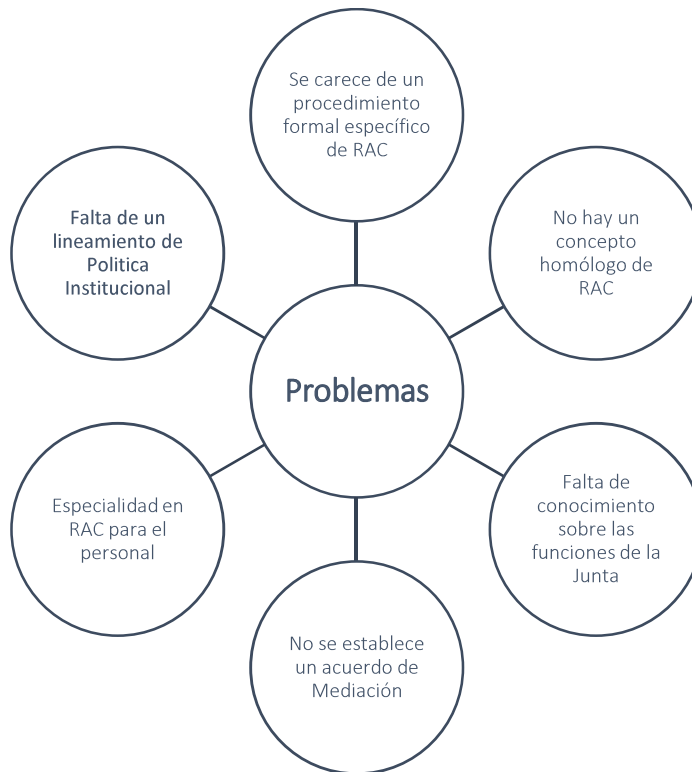 Se carece de un
procedimiento
formal específico
de RAC
Falta de un
lineamiento de
Politica
Institucional
No hay un
concepto
homólogo de
RAC
Problemas
Especialidad en
RAC para el
personal
Falta de
conocimiento
sobre las
funciones de la
Junta
No se establece
un acuerdo de
Mediación